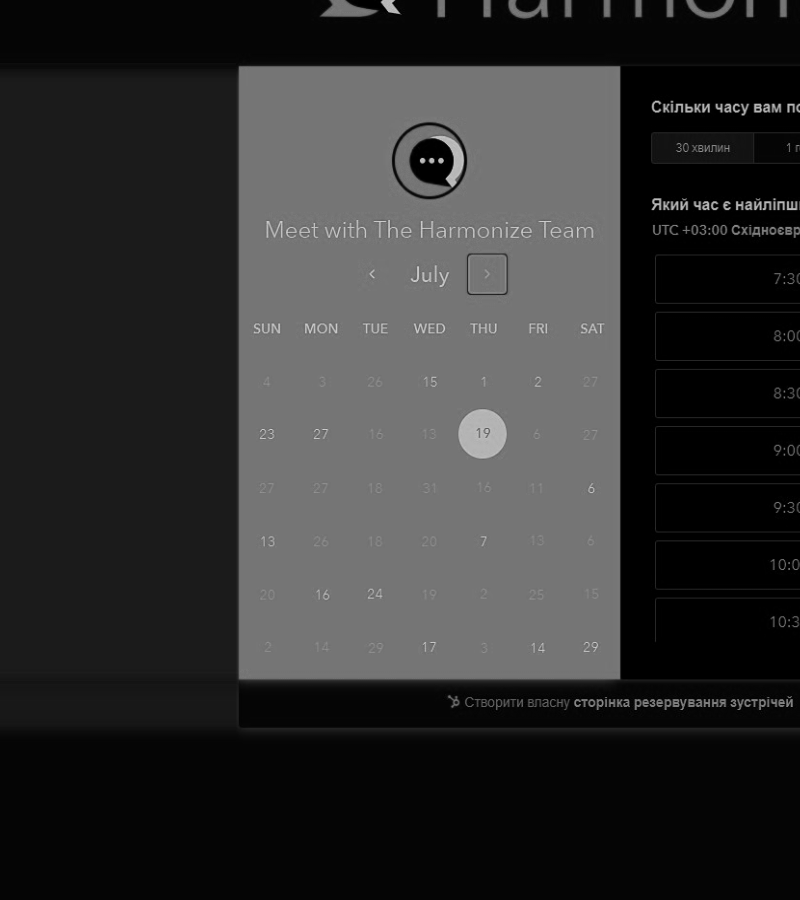 Harmon
Meet with The Harmonize Team
July
SUN MON TUE WED THU FRI SAT
4 3 26 15 1 2 27
23 27 16 13 19 6 27
27 27 18 31 16 11 6
13 26 18 20 7 13 6
20 16 24 19 2 25 15
2 14 29 17 3 14 29
Скільки часу вам по
30 хвилин 1 г
Який час є найліпш
UTC +03:00 Східноєвр
7:30
8:00
8:30
9:00
9:30
10:0
10:3
Створити власну сторінка резервування зустрічей